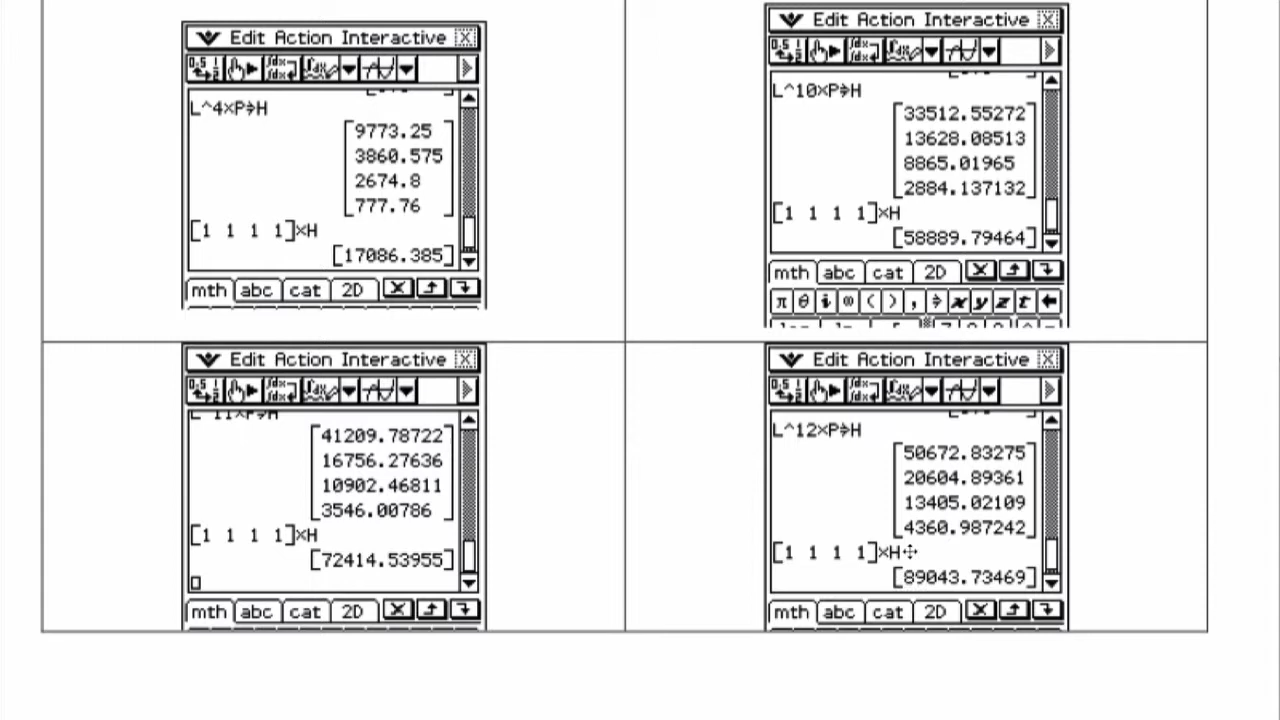 Edit Action Interactive
L^4×P⇒H
9773.25
3860.575
2674.8
777.76
[1 1 1 1]×H
[17086.385]
mth abc cat 2D
Edit Action Interactive
L^10×P⇒H
33512.55272
13628.08513
8865.01965
2884.137132
[1 1 1 1]×H
[58889.79464]
mth abc cat 2D
π θ i ∞ ( ) , ⇒ x y z t
Edit Action Interactive
L^11×P⇒H
41209.78722
16756.27636
10902.46811
3546.00786
[1 1 1 1]×H
[72414.53955]
mth abc cat 2D
Edit Action Interactive
L^12×P⇒H
50672.83275
20604.89361
13405.02109
4360.987242
[1 1 1 1]×H
[89043.73469]
mth abc cat 2D